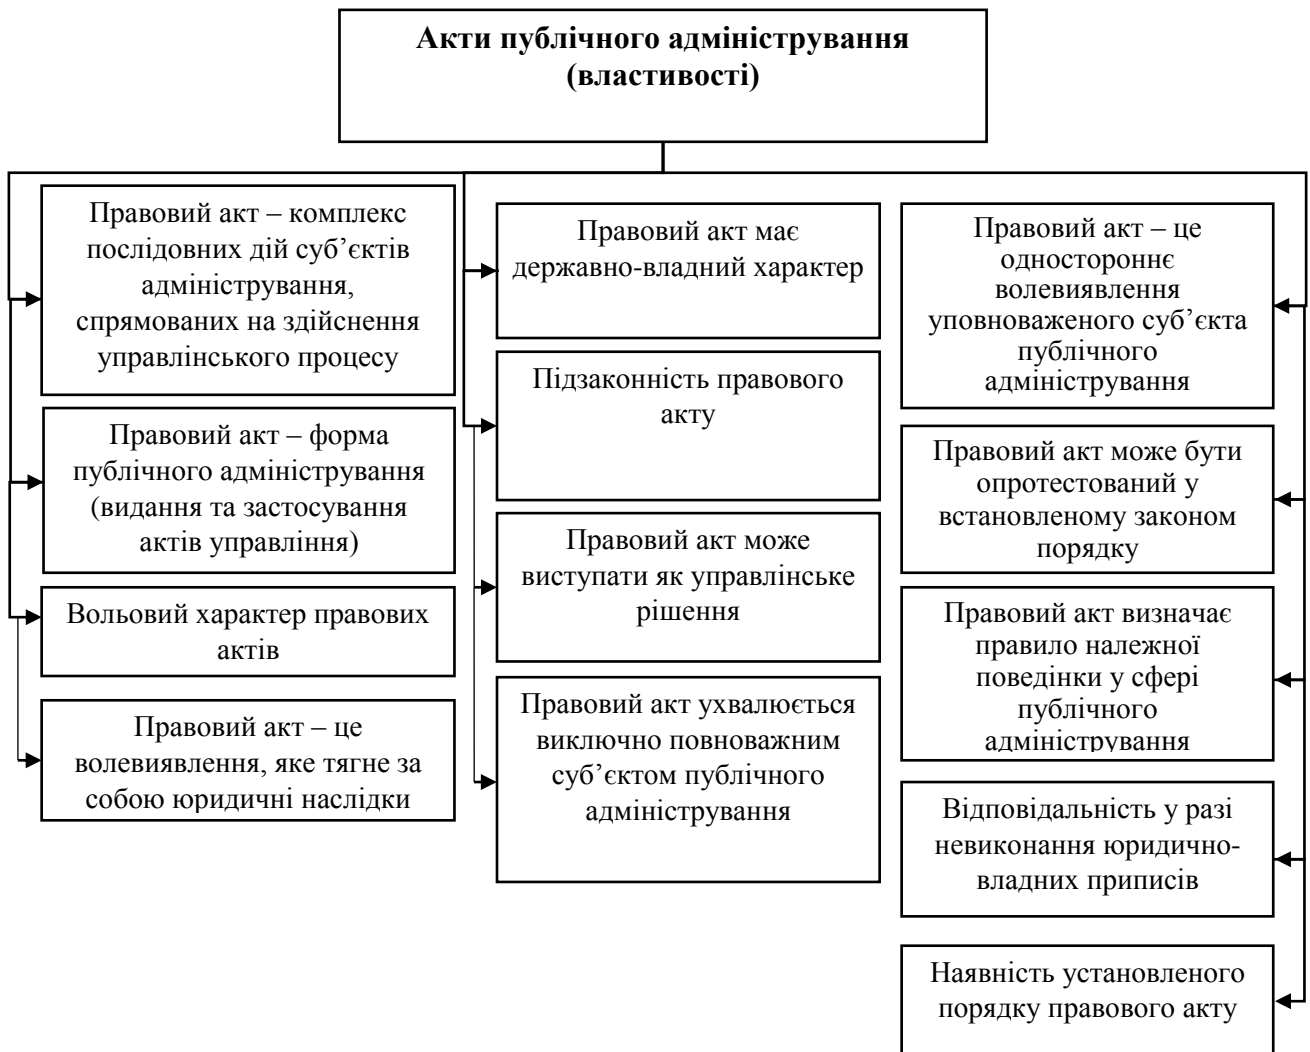 Акти публічного адміністрування
(властивості)
Правовий акт – комплекс
послідовних дій суб’єктів
адміністрування,
спрямованих на здійснення
управлінського процесу
Правовий акт – форма
публічного адміністрування
(видання та застосування
актів управління)
Вольовий характер правових
актів
Правовий акт – це
волевиявлення, яке тягне за
собою юридичні наслідки
Правовий акт має
державно-владний характер
Підзаконність правового
акту
Правовий акт може
виступати як управлінське
рішення
Правовий акт ухвалюється
виключно повноважним
суб’єктом публічного
адміністрування
Правовий акт – це
одностороннє
волевиявлення
уповноваженого суб’єкта
публічного
адміністрування
Правовий акт може бути
опротестований у
встановленому законом
порядку
Правовий акт визначає
правило належної
поведінки у сфері
публічного
адміністрування
Відповідальність у разі
невиконання юридично-
владних приписів
Наявність установленого
порядку правового акту